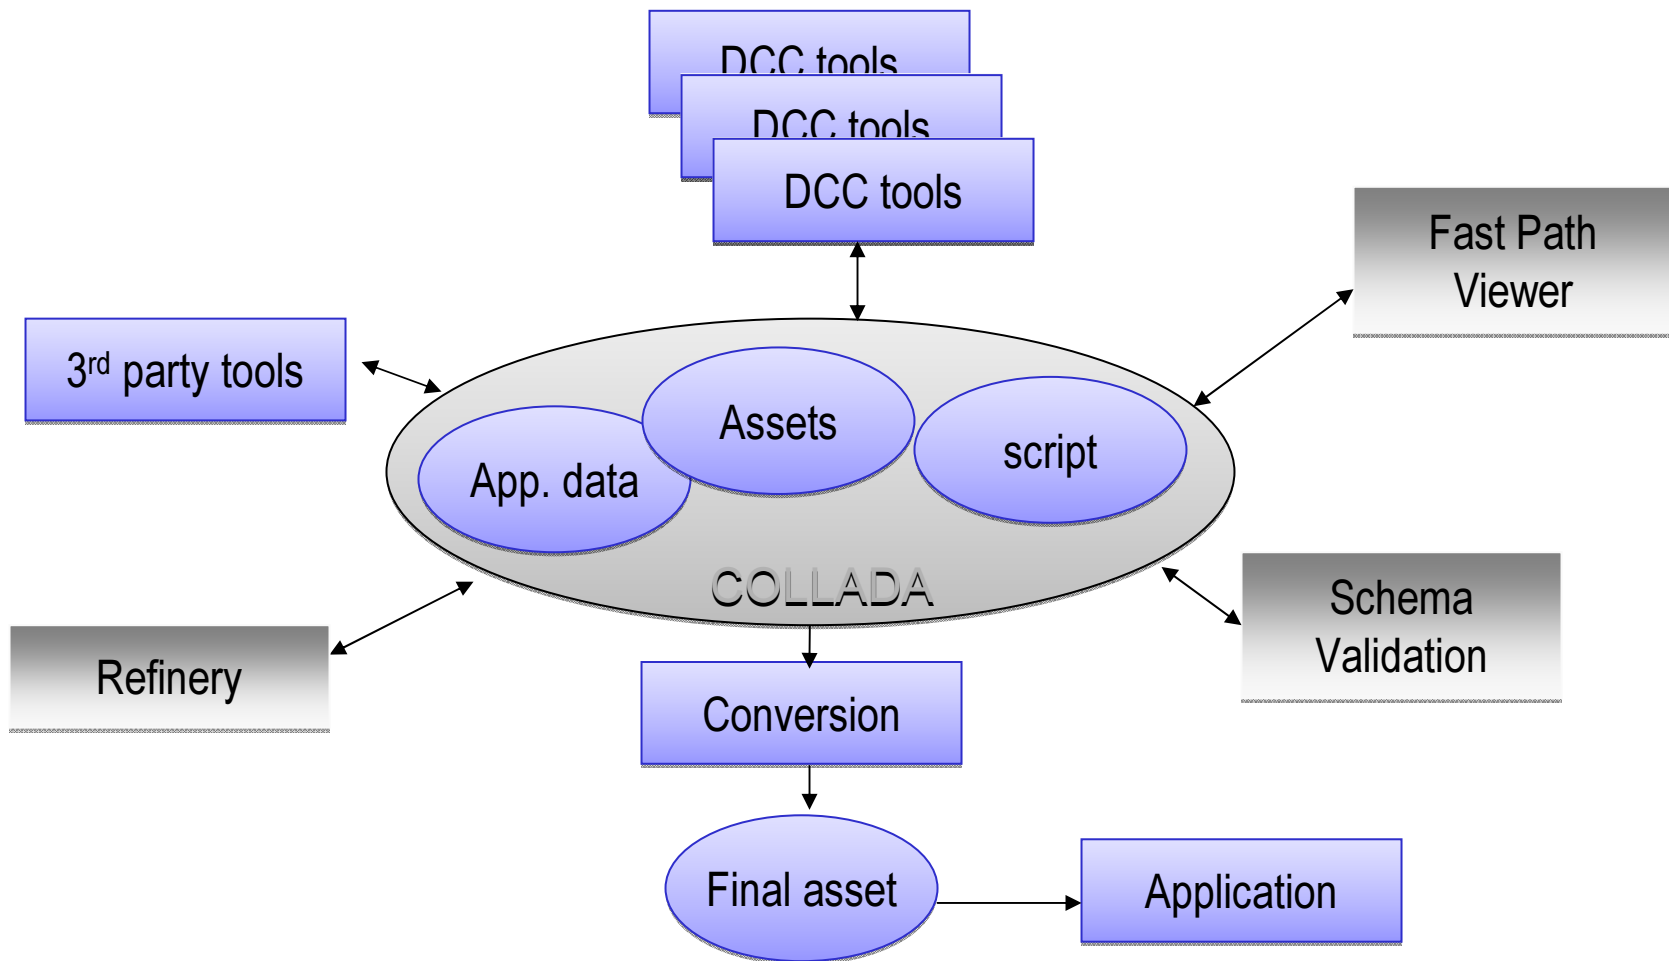 DCC tools
DCC tools
DCC tools
Fast Path
Viewer
3rd party tools
Assets
script
App. data
COLLADA
Schema
Validation
Refinery
Conversion
Final asset
Application